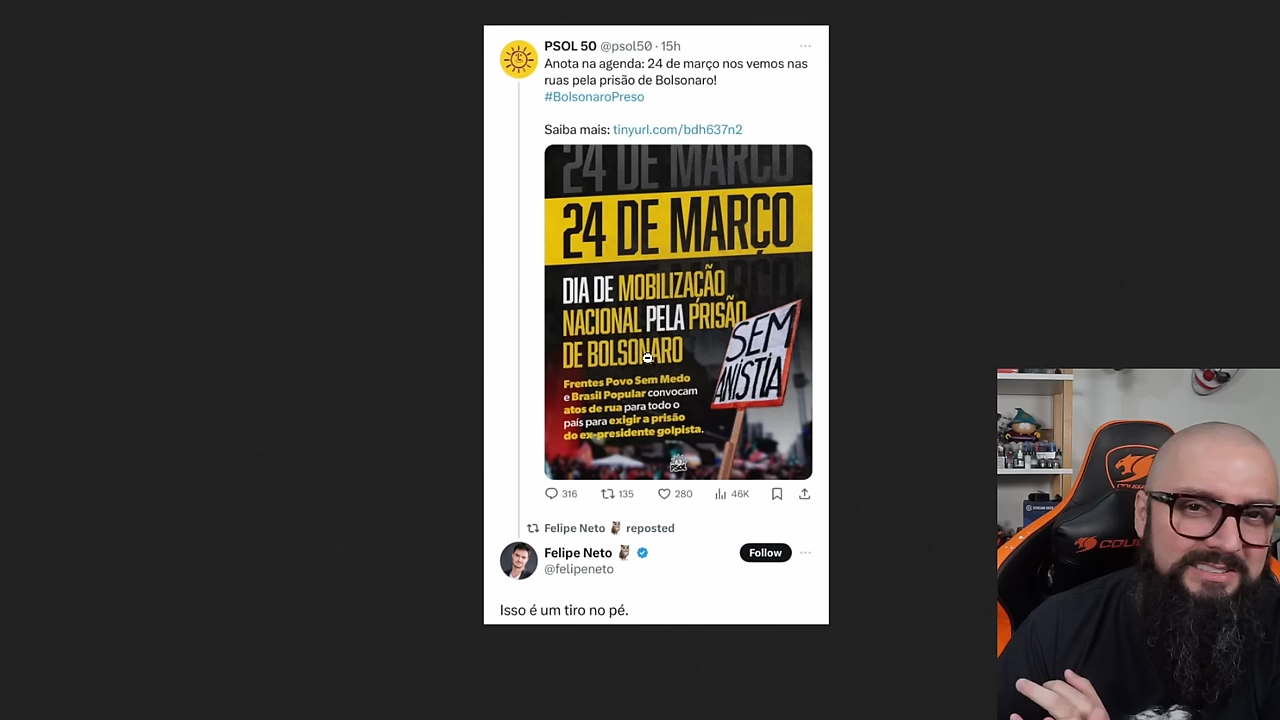 PSOL 50 @psol50 · 15h
Anota na agenda: 24 de março nos vemos nas
ruas pela prisão de Bolsonaro!
#BolsonaroPreso
Saiba mais: tinyurl.com/bdh637n2
24 DE MARÇO
24 DE MARÇO
DIA DE MOBILIZAÇÃO
NACIONAL PELA PRISÃO
DE BOLSONARO
SEM
ANISTIA
Frentes Povo Sem Medo
e Brasil Popular convocam
atos de rua para todo o
país para exigir a prisão
do ex-presidente golpista.
316 135 280 46K
Felipe Neto reposted
Felipe Neto
@felipeneto
Follow
Isso é um tiro no pé.